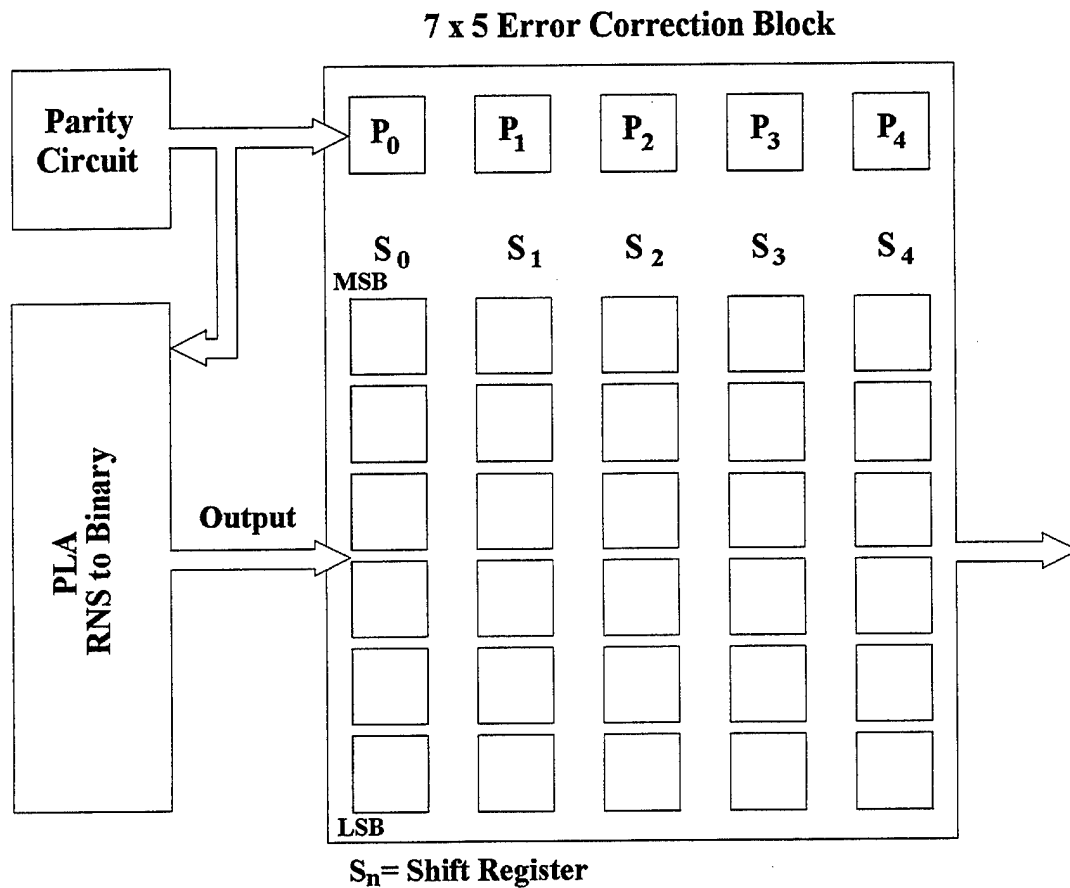 7 x 5 Error Correction Block
Parity
Circuit
P0 P1 P2 P3 P4
S0 S1 S2 S3 S4
MSB
PLA
RNS to Binary
Output
LSB
Sn= Shift Register